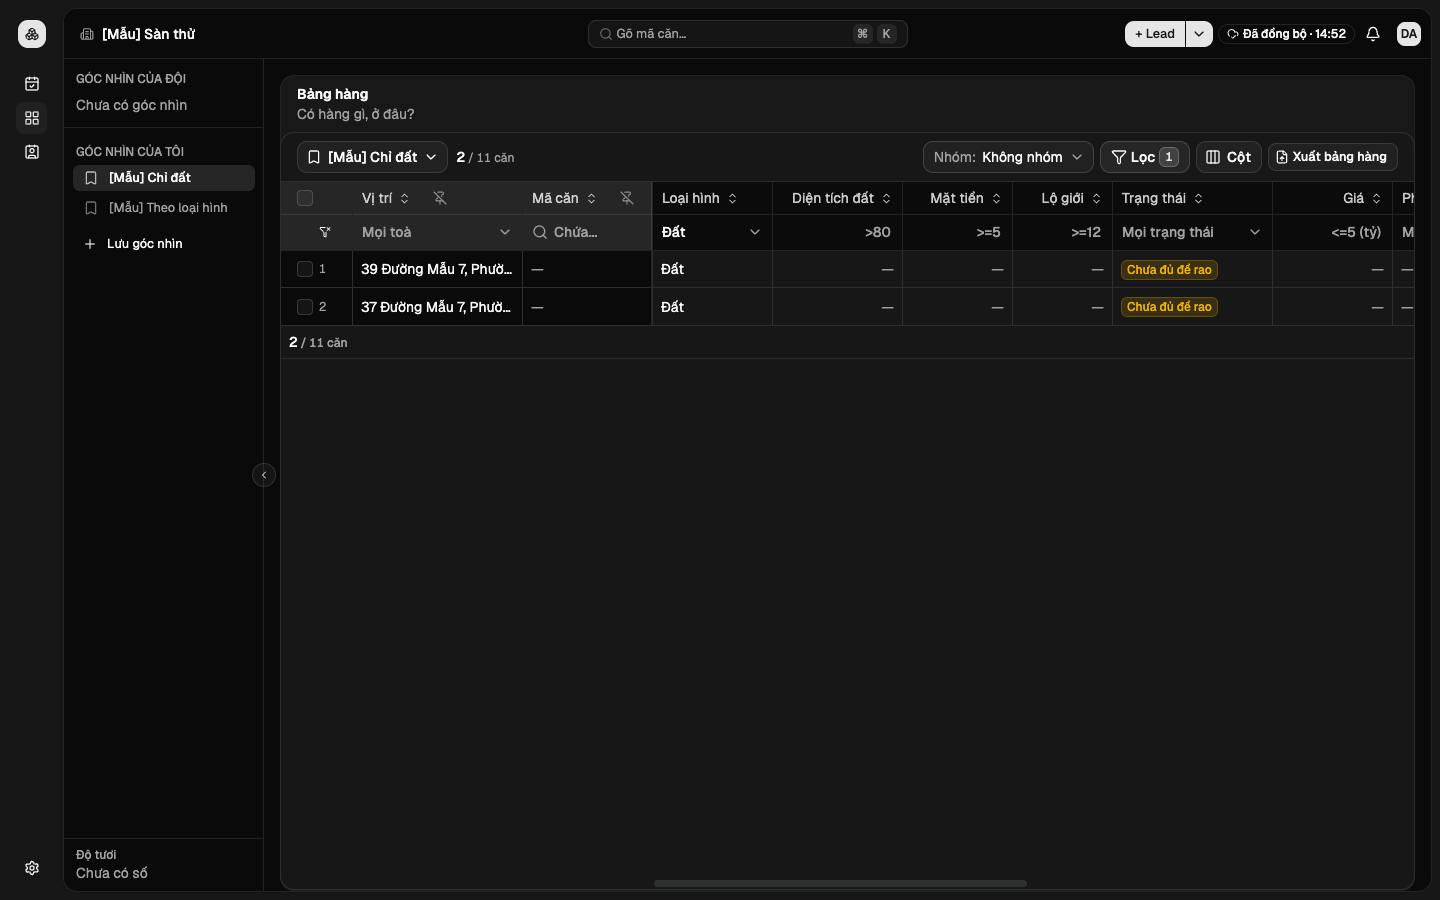 [Mẫu] Sàn thử
Gõ mã căn...
⌘ K
+ Lead
Đã đồng bộ · 14:52
DA
GÓC NHÌN CỦA ĐỘI
Chưa có góc nhìn
GÓC NHÌN CỦA TÔI
[Mẫu] Chỉ đất
[Mẫu] Theo loại hình
Lưu góc nhìn
Độ tươi
Chưa có số
Bảng hàng
Có hàng gì, ở đâu?
[Mẫu] Chỉ đất
2 / 11 căn
Nhóm: Không nhóm
Lọc 1
Cột
Xuất bảng hàng
Vị trí Mã căn Loại hình Diện tích đất Mặt tiền Lộ giới Trạng thái Giá
Mọi toà Chứa... Đất >80 >=5 >=12 Mọi trạng thái <=5 (tỷ)
1 39 Đường Mẫu 7, Phườ... — Đất — — — Chưa đủ để rao — —
2 37 Đường Mẫu 7, Phườ... — Đất — — — Chưa đủ để rao — —
2 / 11 căn